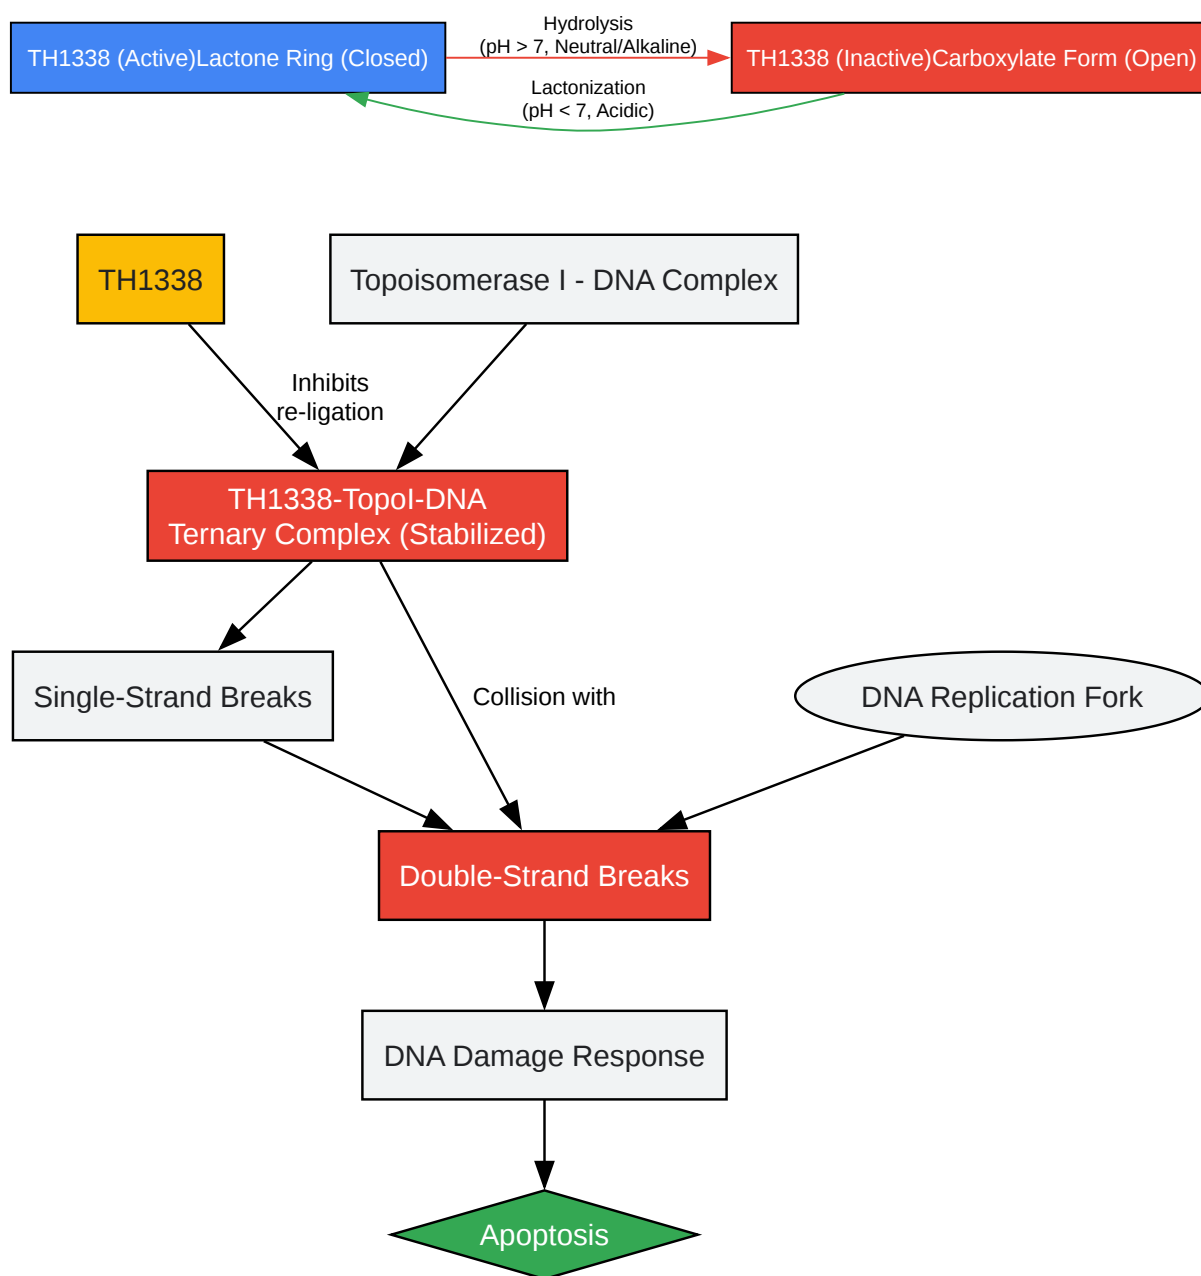 Hydrolysis
(pH > 7, Neutral/Alkaline)
TH1338 (Active)Lactone Ring (Closed)
TH1338 (Inactive)Carboxylate Form (Open)
Lactonization
(pH < 7, Acidic)
TH1338
Topoisomerase I - DNA Complex
Inhibits
re-ligation
TH1338-TopoI-DNA
Ternary Complex (Stabilized)
Single-Strand Breaks
Collision with
DNA Replication Fork
Double-Strand Breaks
DNA Damage Response
Apoptosis